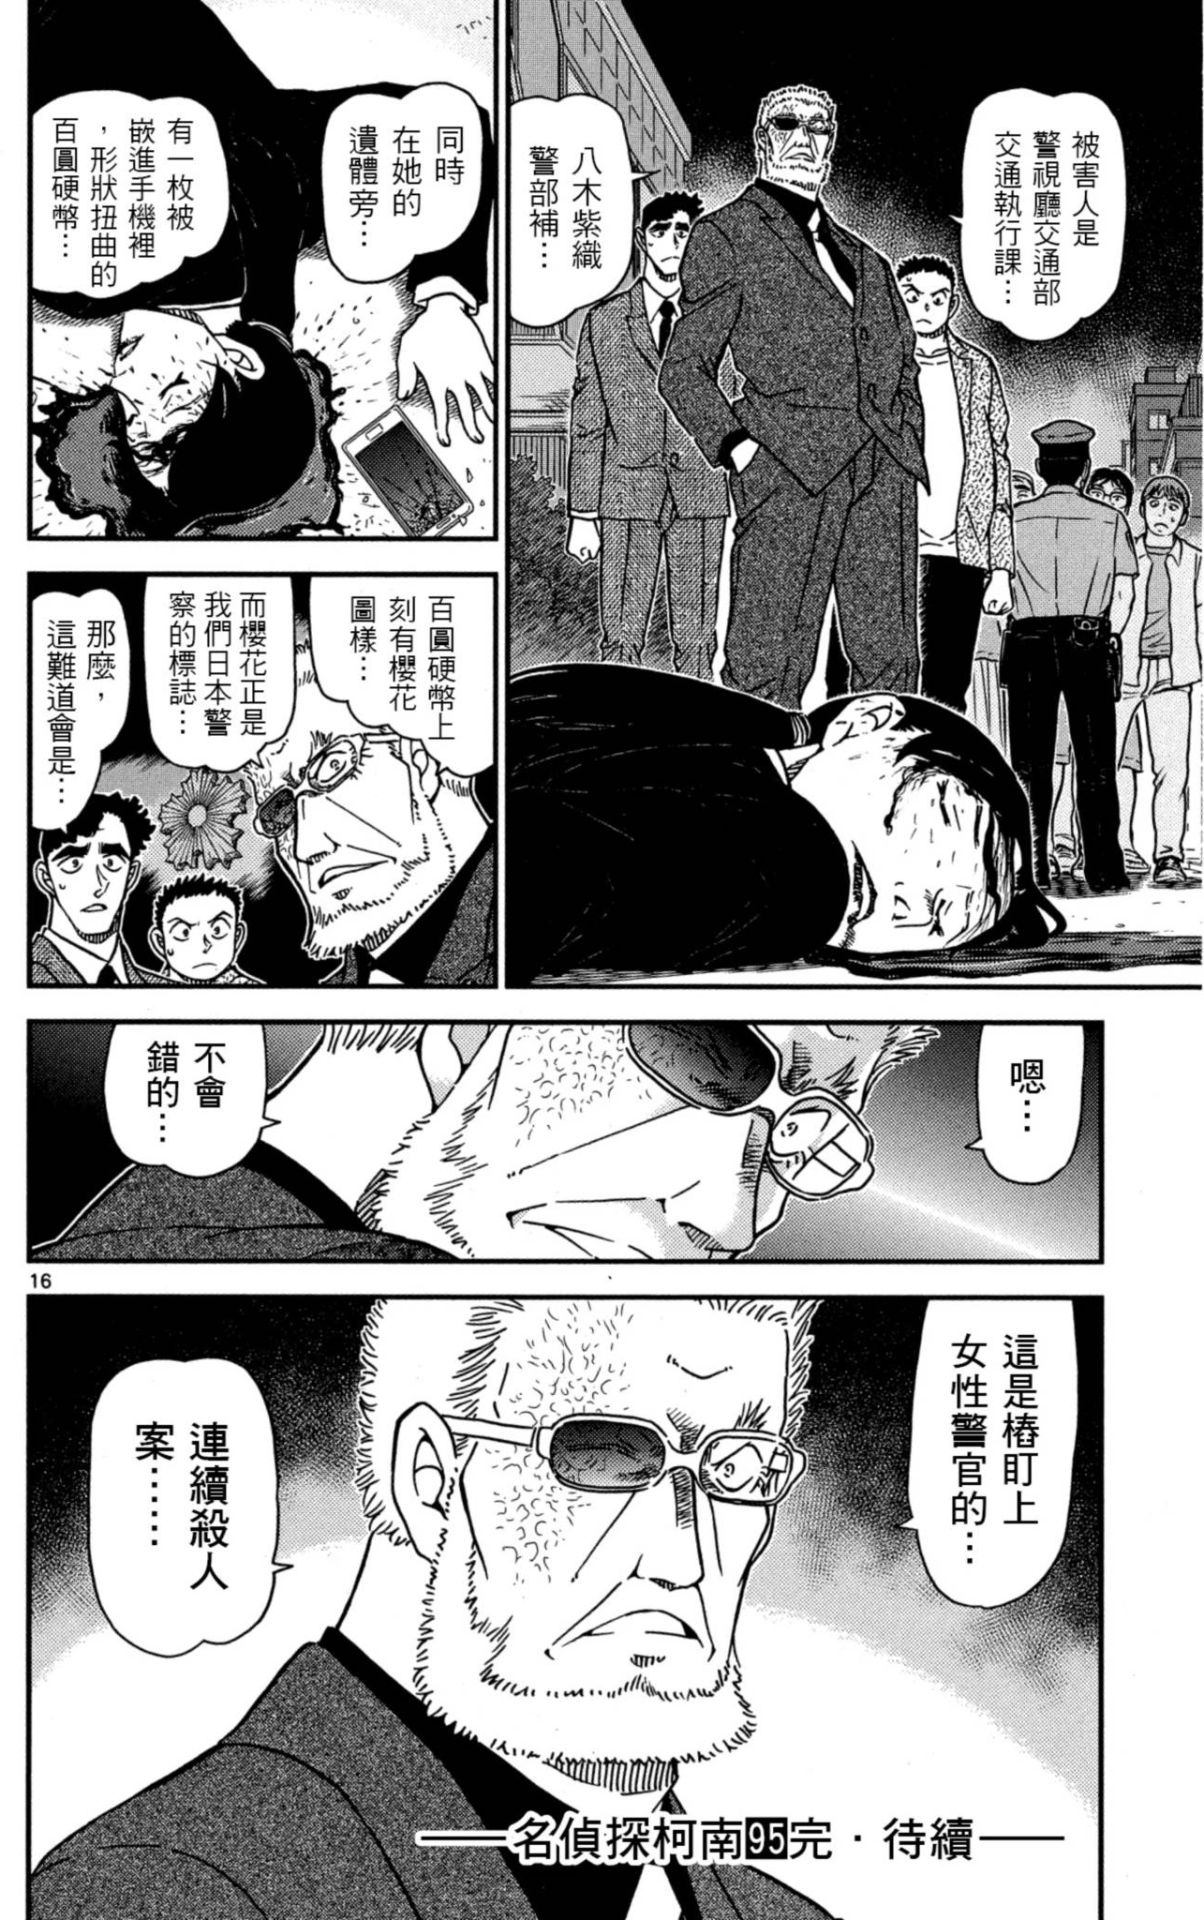 被害人是
警視廳交通部
交通執行課⋯
八木紫織
警部補⋯
同時
在她的
遺體旁⋯
有一枚被
嵌進手機裡
，形狀扭曲的
百圓硬幣⋯
百圓硬幣上
刻有櫻花
圖樣⋯
而櫻花正是
我們日本警
察的標誌⋯
那麼，
這難道會是⋯
嗯⋯
不會
錯的⋯
16
這是樁盯上
女性警官的⋯
連續殺人
案⋯⋯
——名偵探柯南95完．待續——